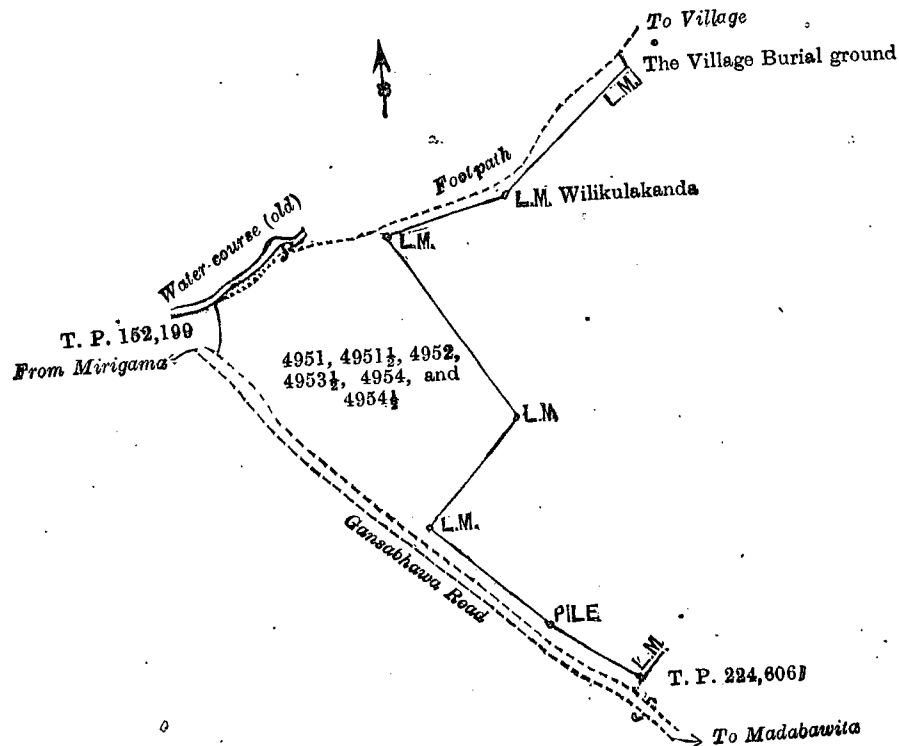 To Village
The Village Burial ground
L.M.
Footpath
L.M. Wilikulakanda
L.M.
Water-course (old)
T. P. 152,199
From Mirigama
4951, 4951½, 4952,
4953½, 4954, and
4954½
L.M
L.M.
Gansabhawa Road
PILE
L.M.
T. P. 224,606
To Madabawita